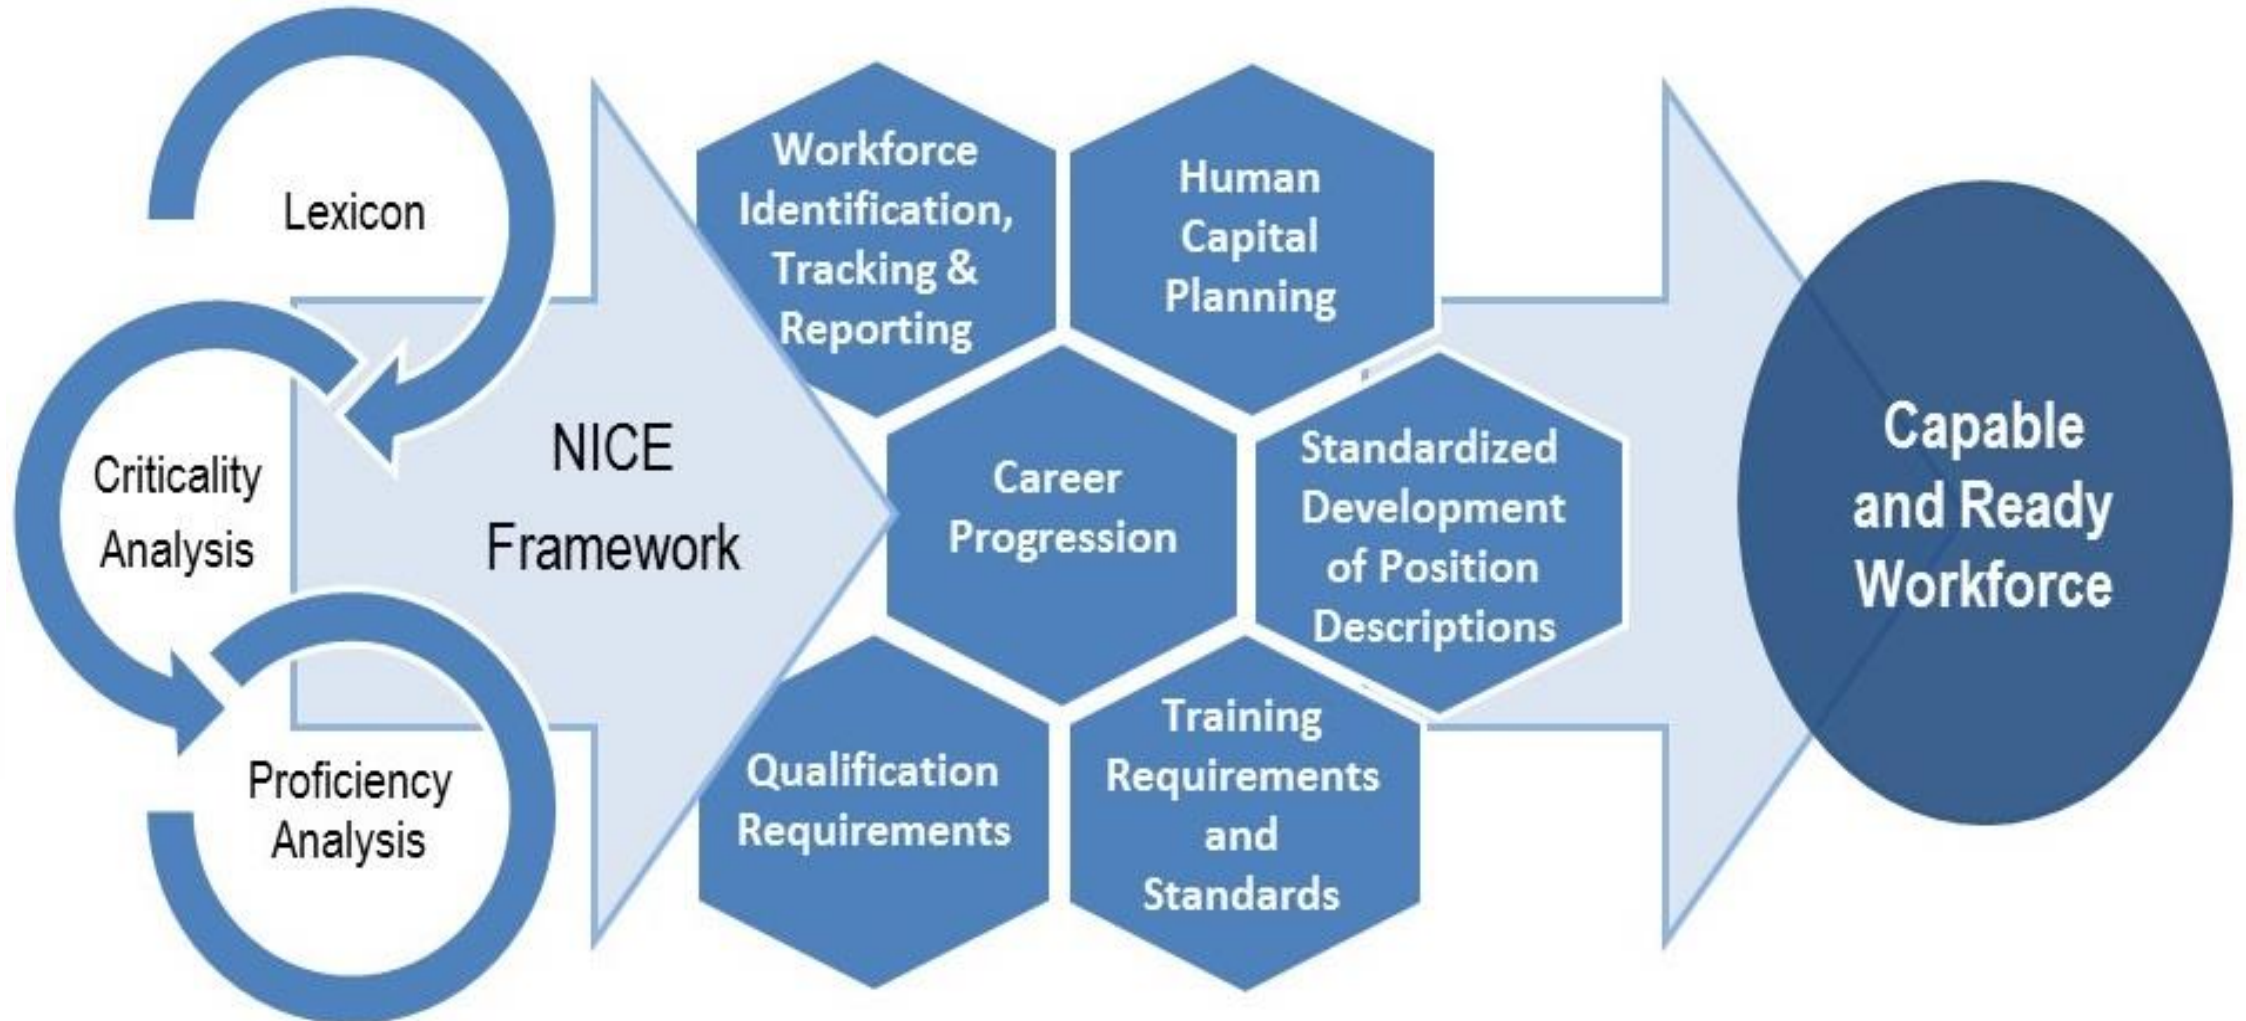 Lexicon
Criticality
Analysis
Proficiency
Analysis
NICE
Framework
Workforce
Identification,
Tracking &
Reporting
Human
Capital
Planning
Career
Progression
Standardized
Development
of Position
Descriptions
Qualification
Requirements
Training
Requirements
and
Standards
Capable
and Ready
Workforce